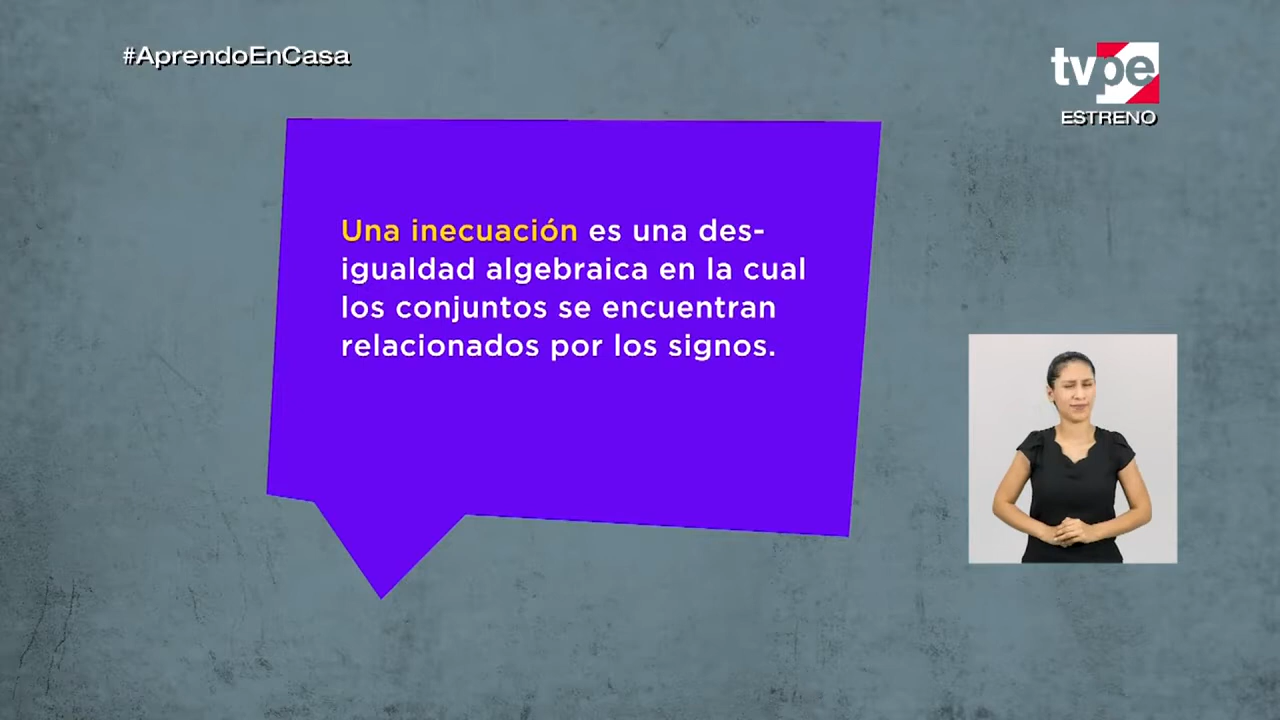 #AprendoEnCasa
tvpe
ESTRENO
Una inecuación es una des-
igualdad algebraica en la cual
los conjuntos se encuentran
relacionados por los signos.